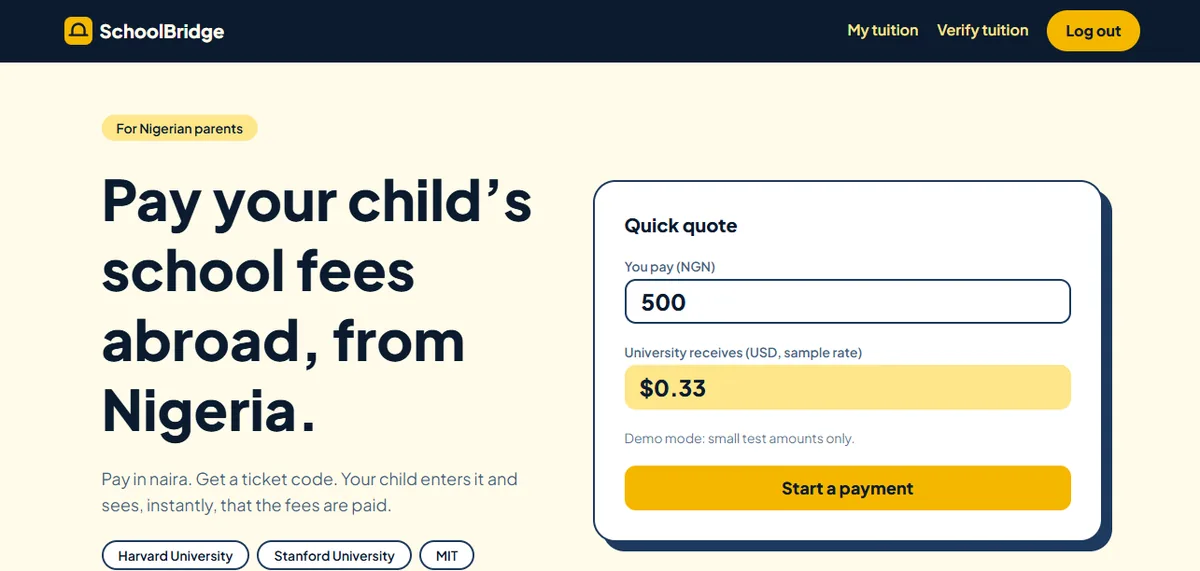 SchoolBridge
My tuition
Verify tuition
Log out
For Nigerian parents
Pay your child’s
school fees
abroad, from
Nigeria.
Pay in naira. Get a ticket code. Your child enters it and
sees, instantly, that the fees are paid.
Harvard University
Stanford University
MIT
Quick quote
You pay (NGN)
500
University receives (USD, sample rate)
$0.33
Demo mode: small test amounts only.
Start a payment